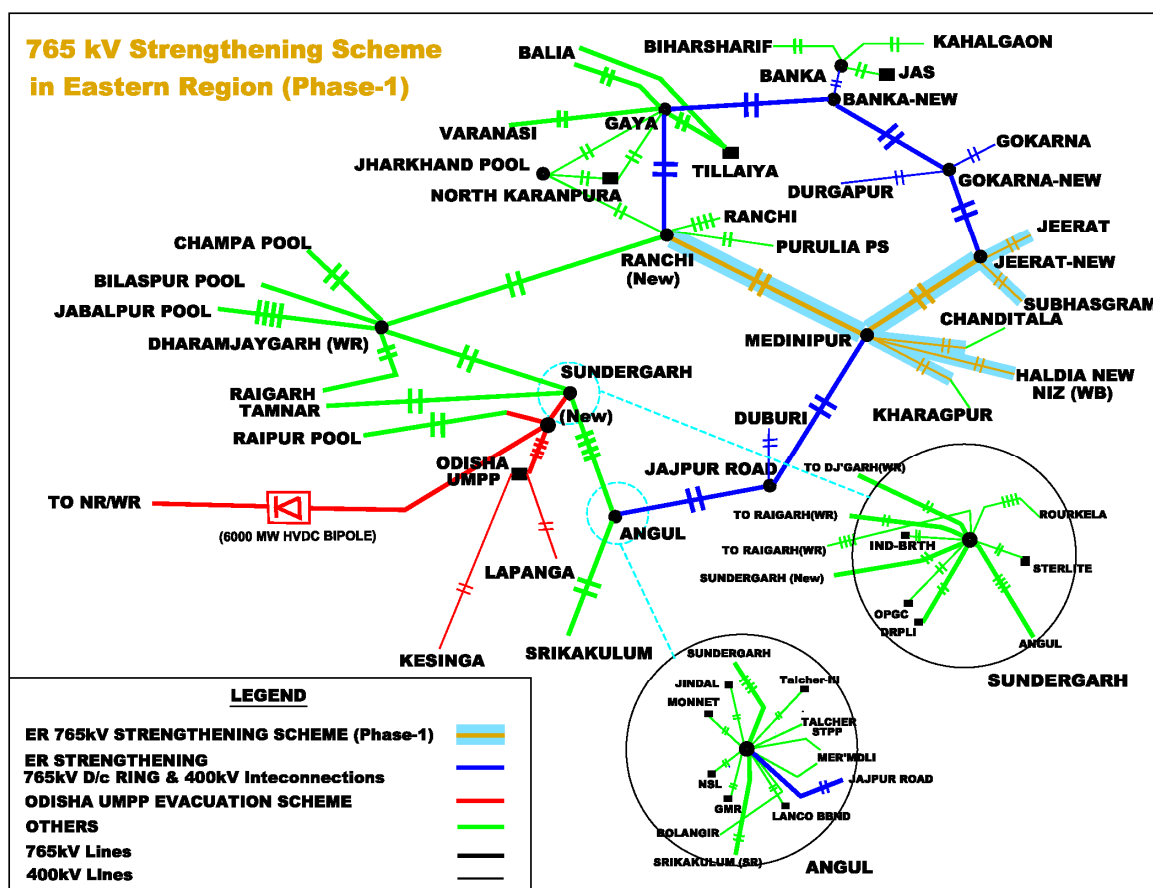 765 kV Strengthening Scheme
in Eastern Region (Phase-1)
BALIA
BIHARSHARIF
KAHALGAON
BANKA
JAS
BANKA-NEW
VARANASI
GAYA
GOKARNA
JHARKHAND POOL
TILLAIYA
NORTH KARANPURA
DURGAPUR
GOKARNA-NEW
RANCHI
JEERAT
CHAMPA POOL
PURULIA PS
RANCHI
(New)
JEERAT-NEW
BILASPUR POOL
JABALPUR POOL
SUBHASGRAM
CHANDITALA
DHARAMJAYGARH (WR)
MEDINIPUR
SUNDERGARH
(New)
HALDIA NEW
NIZ (WB)
RAIGARH
TAMNAR
KHARAGPUR
RAIPUR POOL
DUBURI
ODISHA
UMPP
JAJPUR ROAD
TO NR/WR
(6000 MW HVDC BIPOLE)
ANGUL
LAPANGA
KESINGA
SRIKAKULUM
TO DJ'GARH(WR)
TO RAIGARH(WR)
ROURKELA
IND-BRTH
TO RAIGARH(WR)
STERLITE
SUNDERGARH (New)
OPGC
DRPLI
ANGUL
SUNDERGARH
SUNDERGARH
JINDAL
Talcher-III
MONNET
TALCHER
STPP
MER'MDLI
JAJPUR ROAD
NSL
GMR
LANCO BBND
BOLANGIR
SRIKAKULUM (SR)
ANGUL
LEGEND
ER 765kV STRENGTHENING SCHEME (Phase-1)
ER STRENGTHENING
765kV D/c RING & 400kV Inteconnections
ODISHA UMPP EVACUATION SCHEME
OTHERS
765kV Lines
400kV Lines